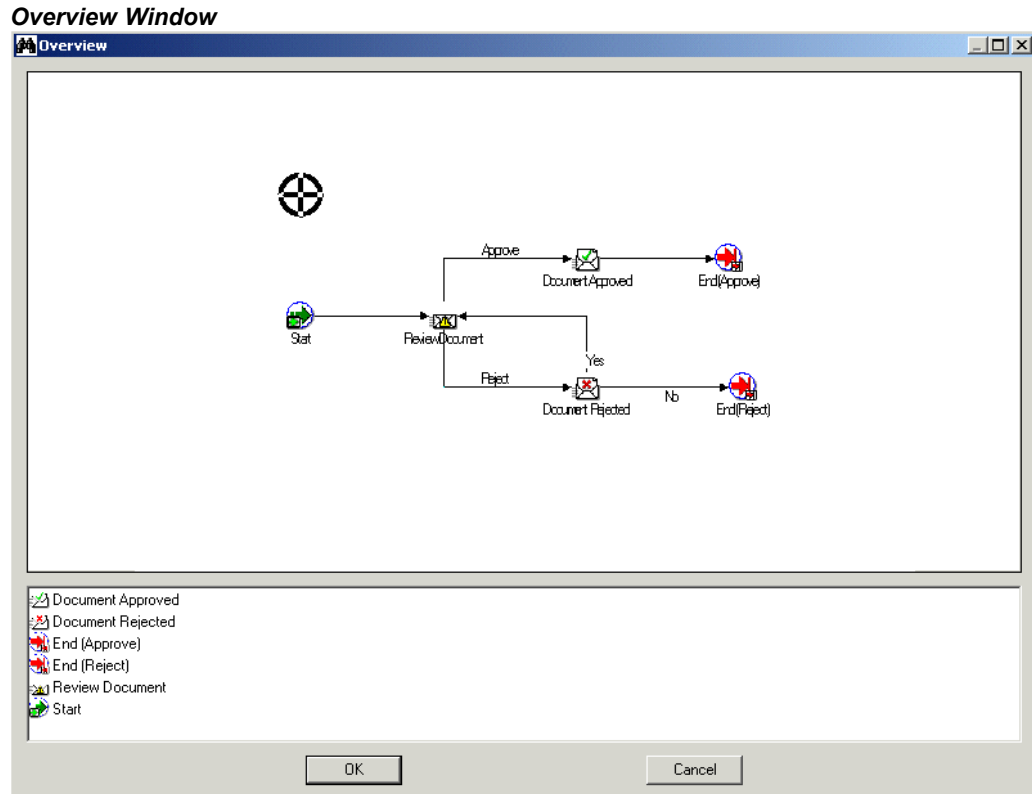 Overview Window
Overview
Approve
Document Approved
End(Approve)
Start
Review Document
Yes
Reject
No
Document Rejected
End(Reject)
Document Approved
Document Rejected
End (Approve)
End (Reject)
Review Document
Start
OK
Cancel